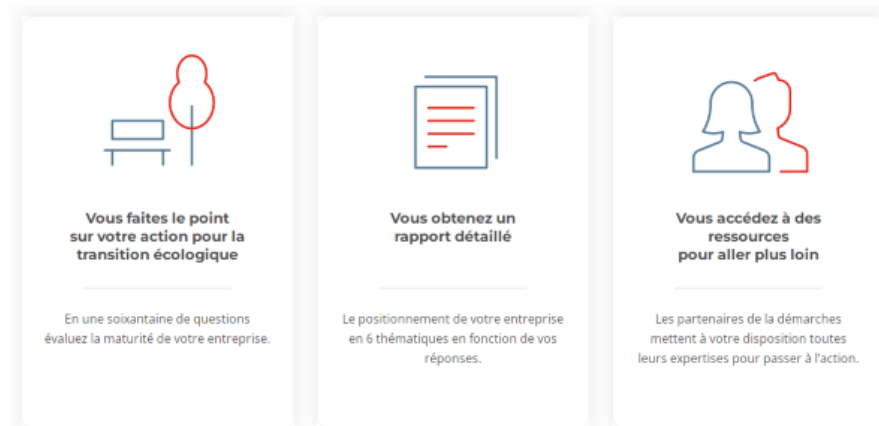 Vous faites le point
sur votre action pour la
transition écologique
En une soixantaine de questions
évaluez la maturité de votre entreprise.
Vous obtenez un
rapport détaillé
Le positionnement de votre entreprise
en 6 thématiques en fonction de vos
réponses.
Vous accédez à des
ressources
pour aller plus loin
Les partenaires de la démarches
mettent à votre disposition toutes
leurs expertises pour passer à l'action.